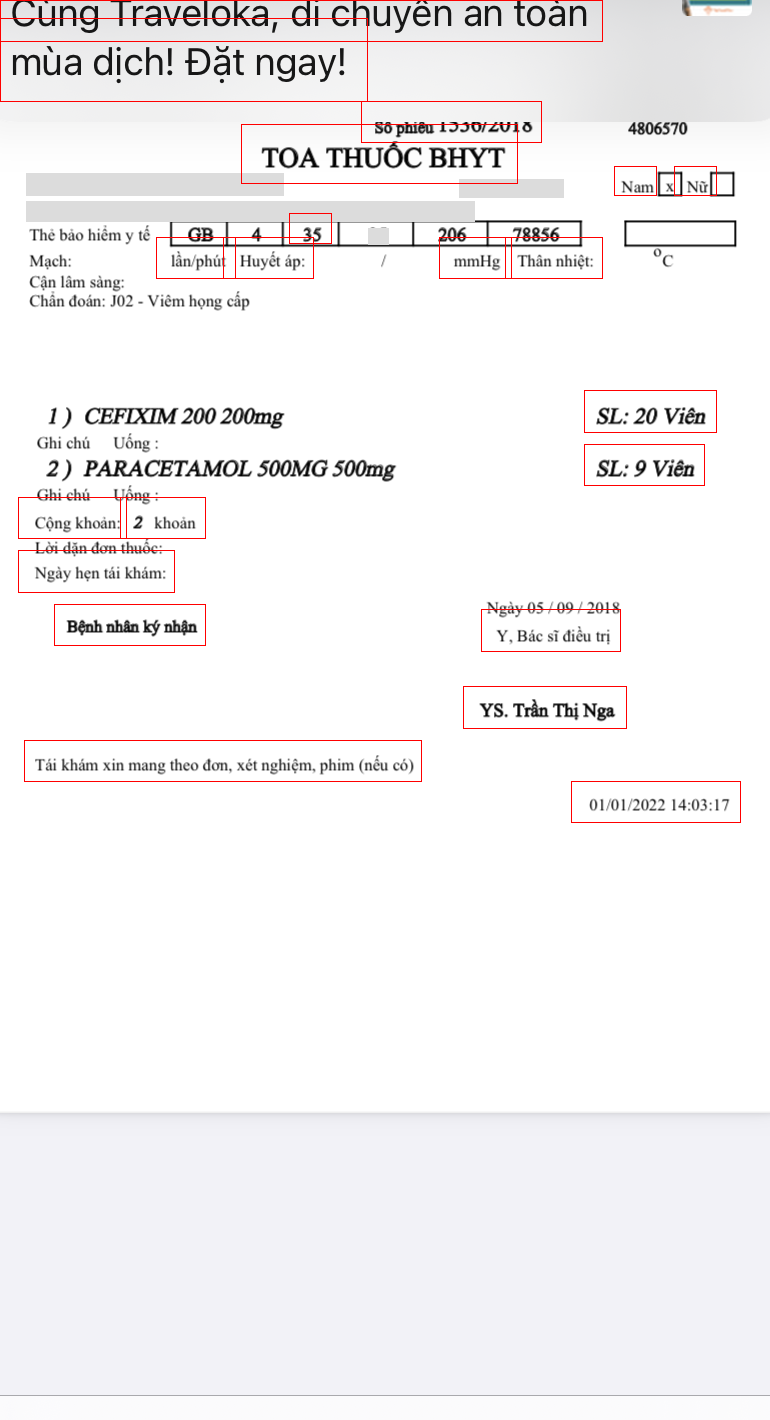 Cùng Traveloka, di chuyển an toàn
mùa dịch! Đặt ngay!
Số phiếu 1336/2018 4806570
TOA THUỐC BHYT
Nam x Nữ
Thẻ bảo hiểm y tế GB 4 35 206 78856
Mạch: lần/phút Huyết áp: / mmHg Thân nhiệt: °C
Cận lâm sàng:
Chẩn đoán: J02 - Viêm họng cấp
1 ) CEFIXIM 200 200mg SL: 20 Viên
Ghi chú Uống :
2 ) PARACETAMOL 500MG 500mg SL: 9 Viên
Ghi chú Uống :
Cộng khoản: 2 khoản
Lời dặn đơn thuốc:
Ngày hẹn tái khám:
Ngày 05 / 09 / 2018
Bệnh nhân ký nhận Y, Bác sĩ điều trị
YS. Trần Thị Nga
Tái khám xin mang theo đơn, xét nghiệm, phim (nếu có)
01/01/2022 14:03:17